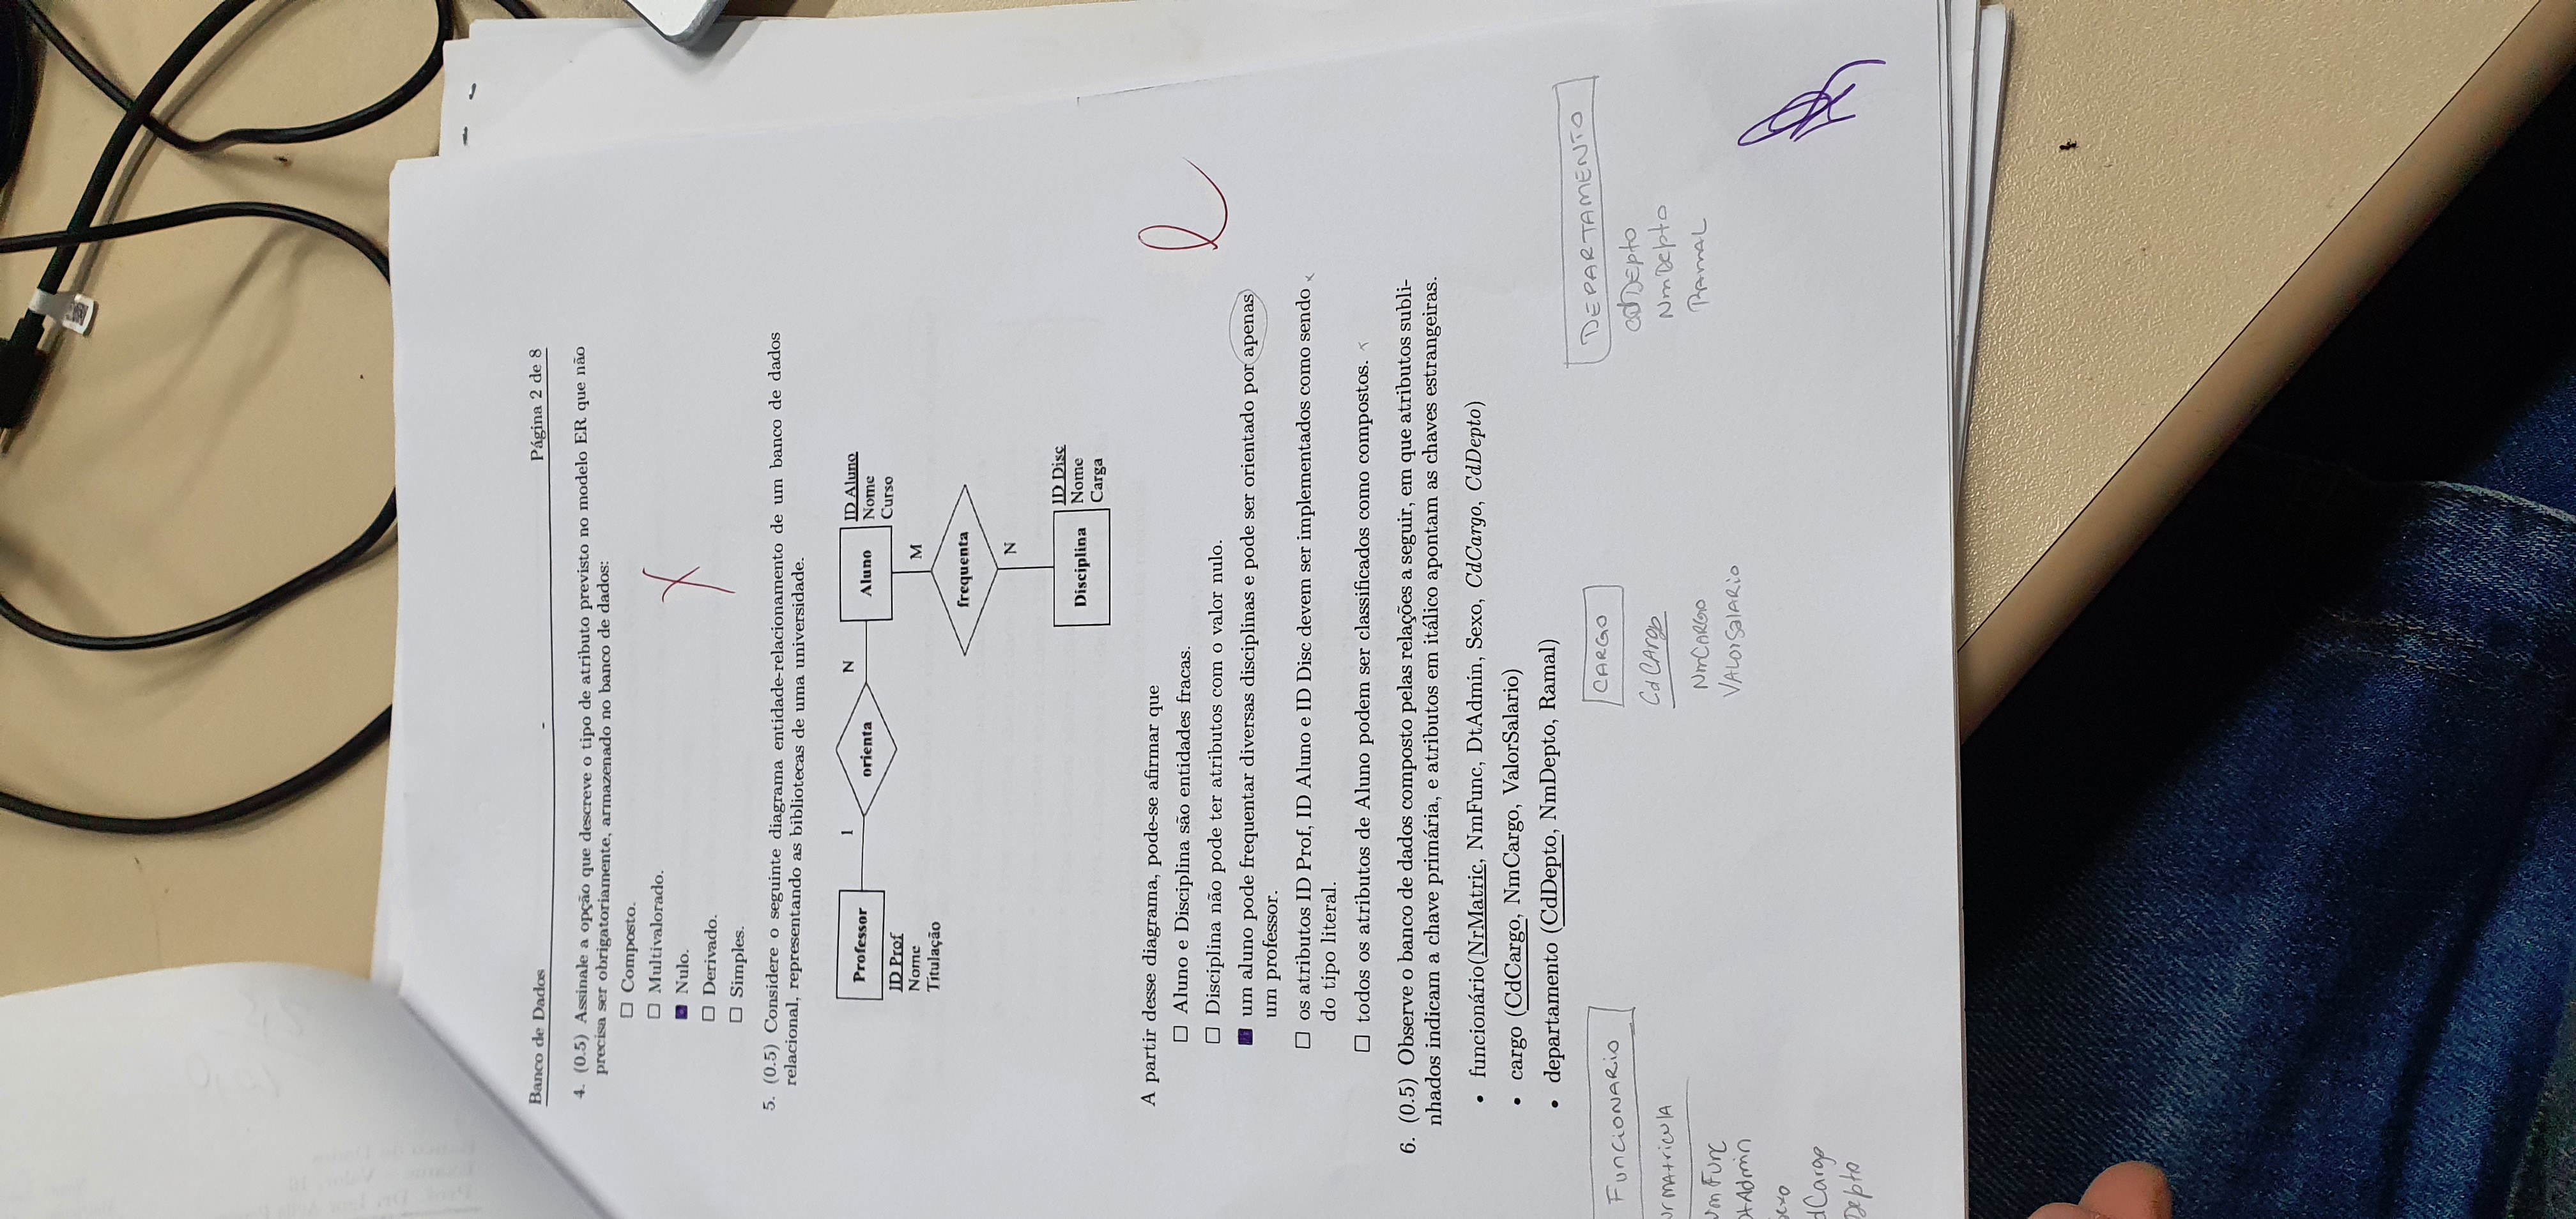 Banco de Dados - Página 2 de 8
4. (0.5) Assinale a opção que descreve o tipo de atributo previsto no modelo ER que não
precisa ser obrigatoriamente, armazenado no banco de dados:
Composto.
Multivalorado.
Nulo.
Derivado.
Simples.
5. (0.5) Considere o seguinte diagrama entidade-relacionamento de um banco de dados
relacional, representando as bibliotecas de uma universidade.
Professor 1 orienta N Aluno
ID Aluno
Nome
Curso
ID Prof
Nome
Titulação
M
frequenta
N
Disciplina
ID Disc
Nome
Carga
A partir desse diagrama, pode-se afirmar que
Aluno e Disciplina são entidades fracas.
Disciplina não pode ter atributos com o valor nulo.
um aluno pode frequentar diversas disciplinas e pode ser orientado por apenas
um professor.
os atributos ID Prof, ID Aluno e ID Disc devem ser implementados como sendo
do tipo literal.
todos os atributos de Aluno podem ser classificados como compostos.
6. (0.5) Observe o banco de dados composto pelas relações a seguir, em que atributos subli-
nhados indicam a chave primária, e atributos em itálico apontam as chaves estrangeiras.
• funcionário(NrMatric, NmFunc, DtAdmin, Sexo, CdCargo, CdDepto)
• cargo (CdCargo, NmCargo, ValorSalario)
• departamento (CdDepto, NmDepto, Ramal)
FUNCIONARIO
rMAtriculA
mFunc
tAdmin
exo
dCargo
Depto
CARGO
CdCArgo
NmCARGO
VALorSalARio
DEPARTAMENTO
cdDEpto
NmDEpto
RAMAL